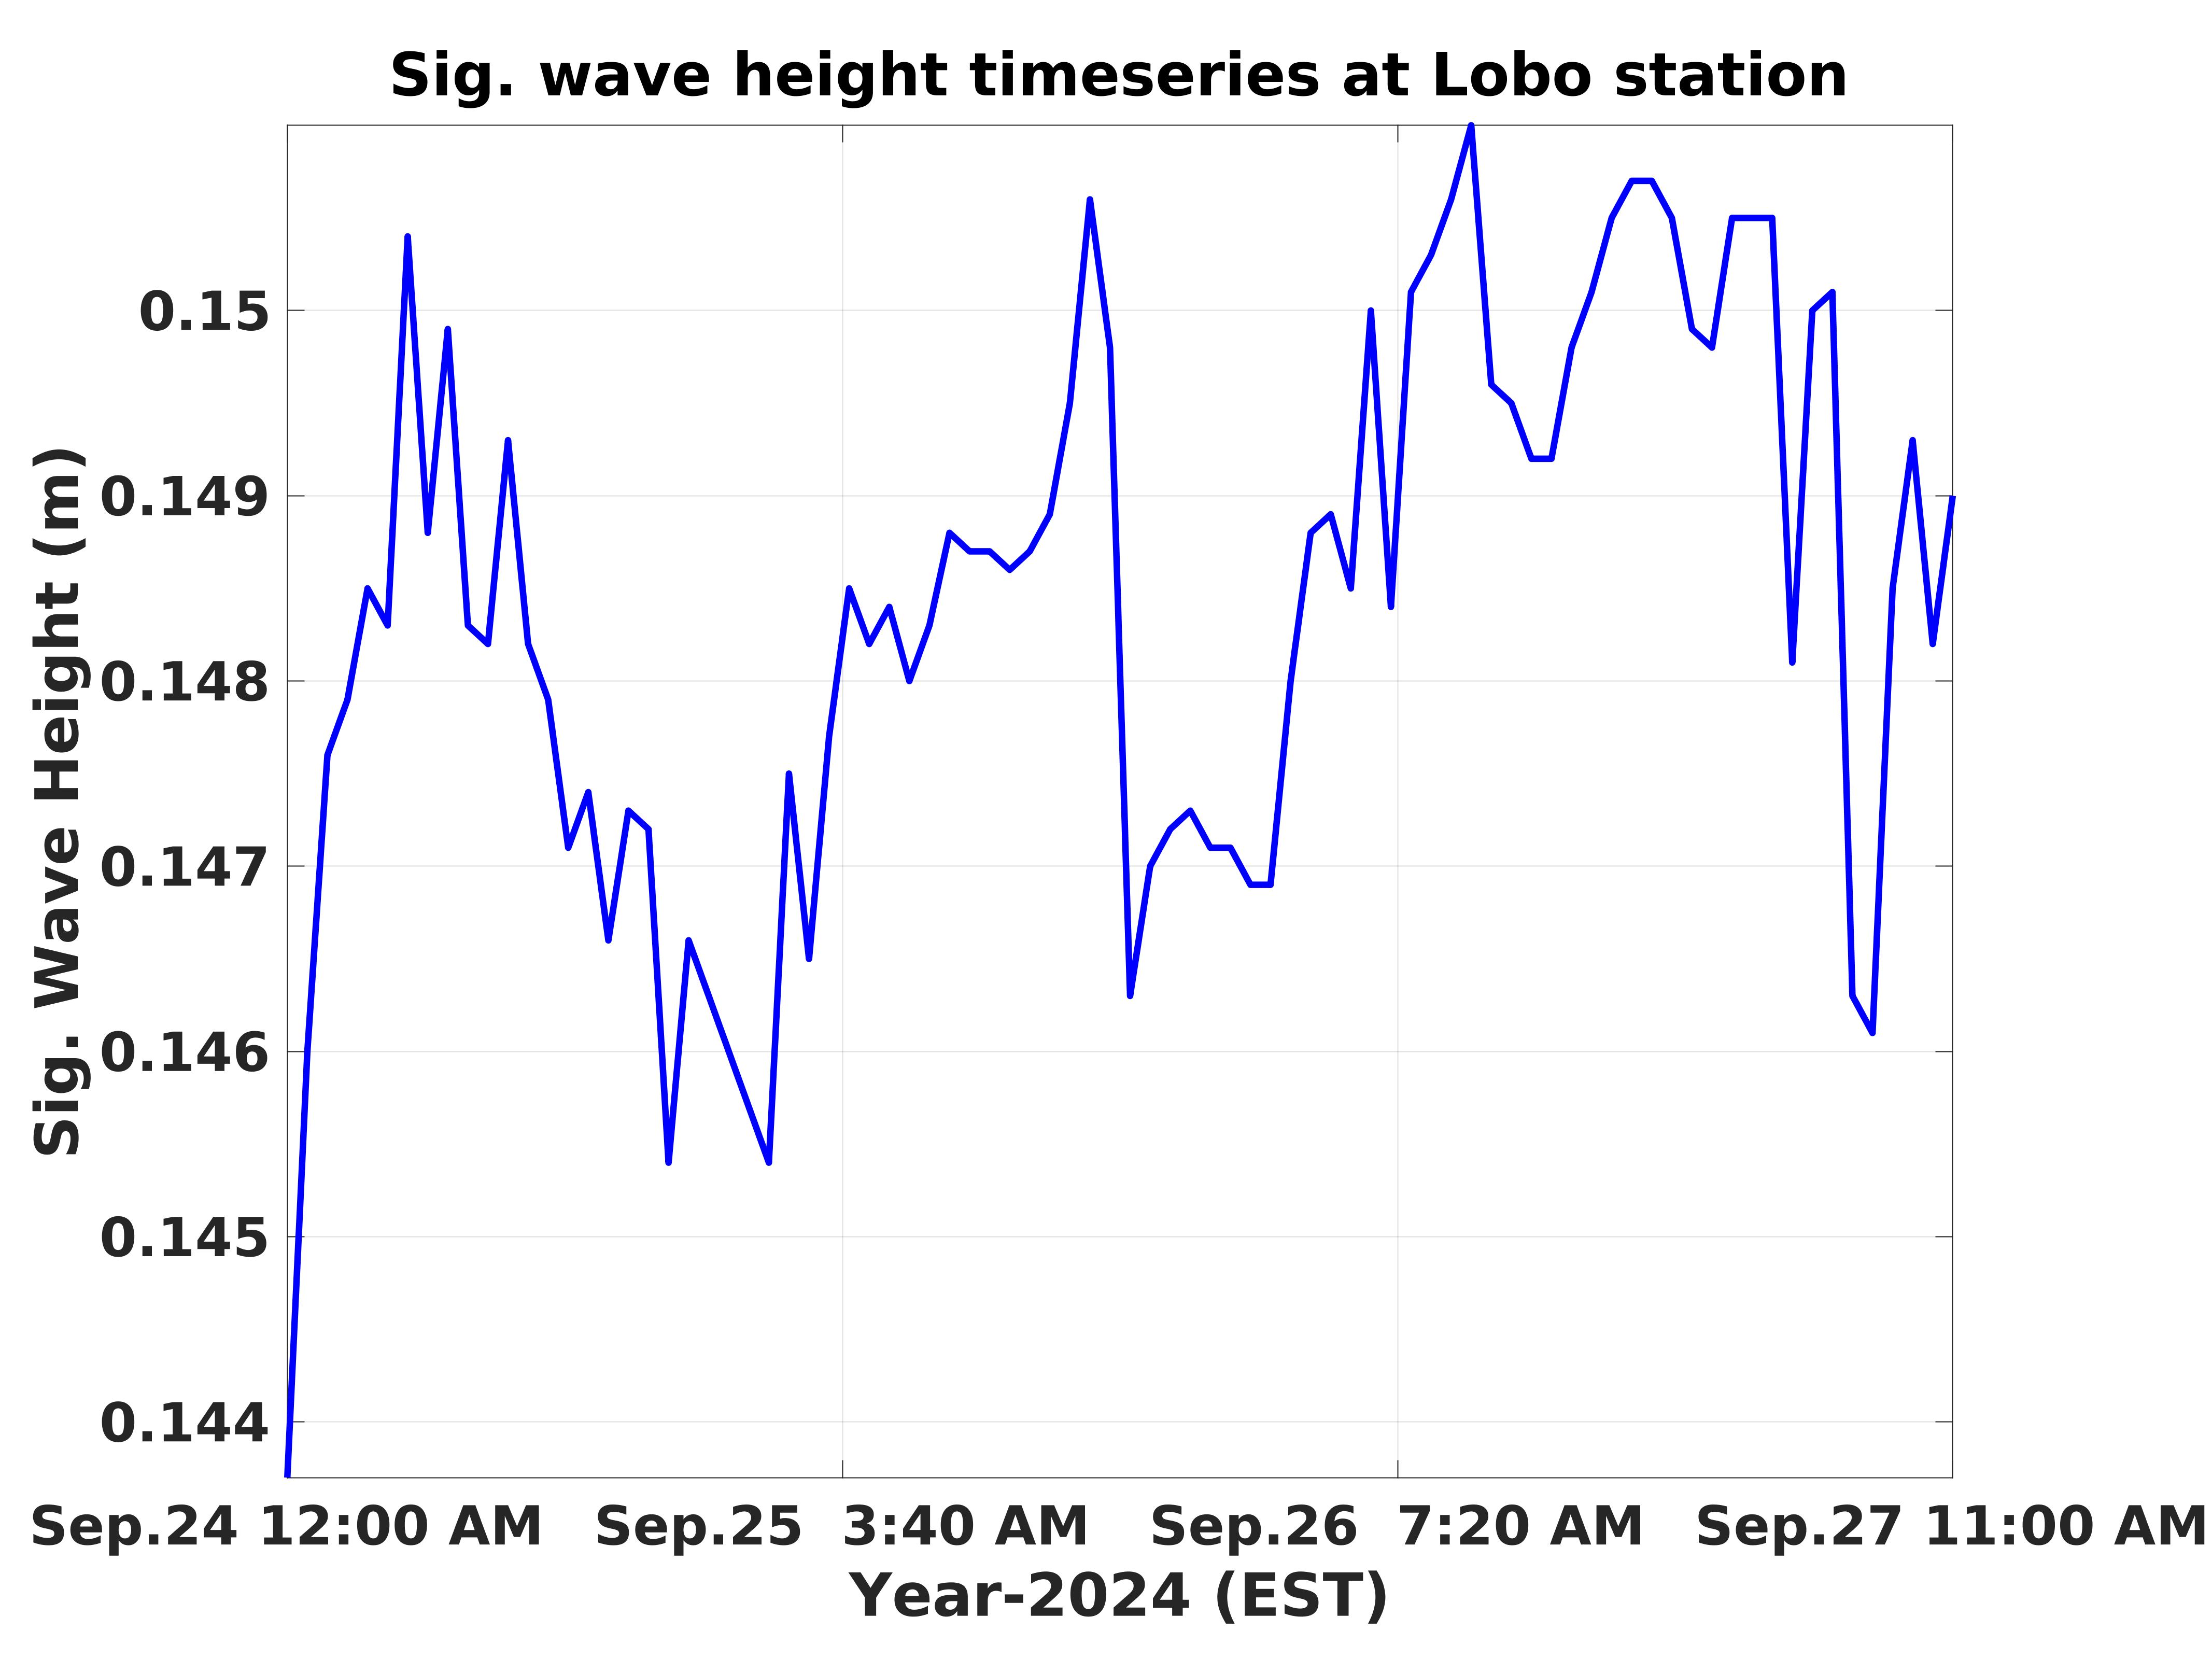 Sig. wave height timeseries at Lobo station
Sig. Wave Height (m)
0.15
0.149
0.148
0.147
0.146
0.145
0.144
Sep.24 12:00 AM Sep.25 3:40 AM Sep.26 7:20 AM Sep.27 11:00 AM
Year-2024 (EST)